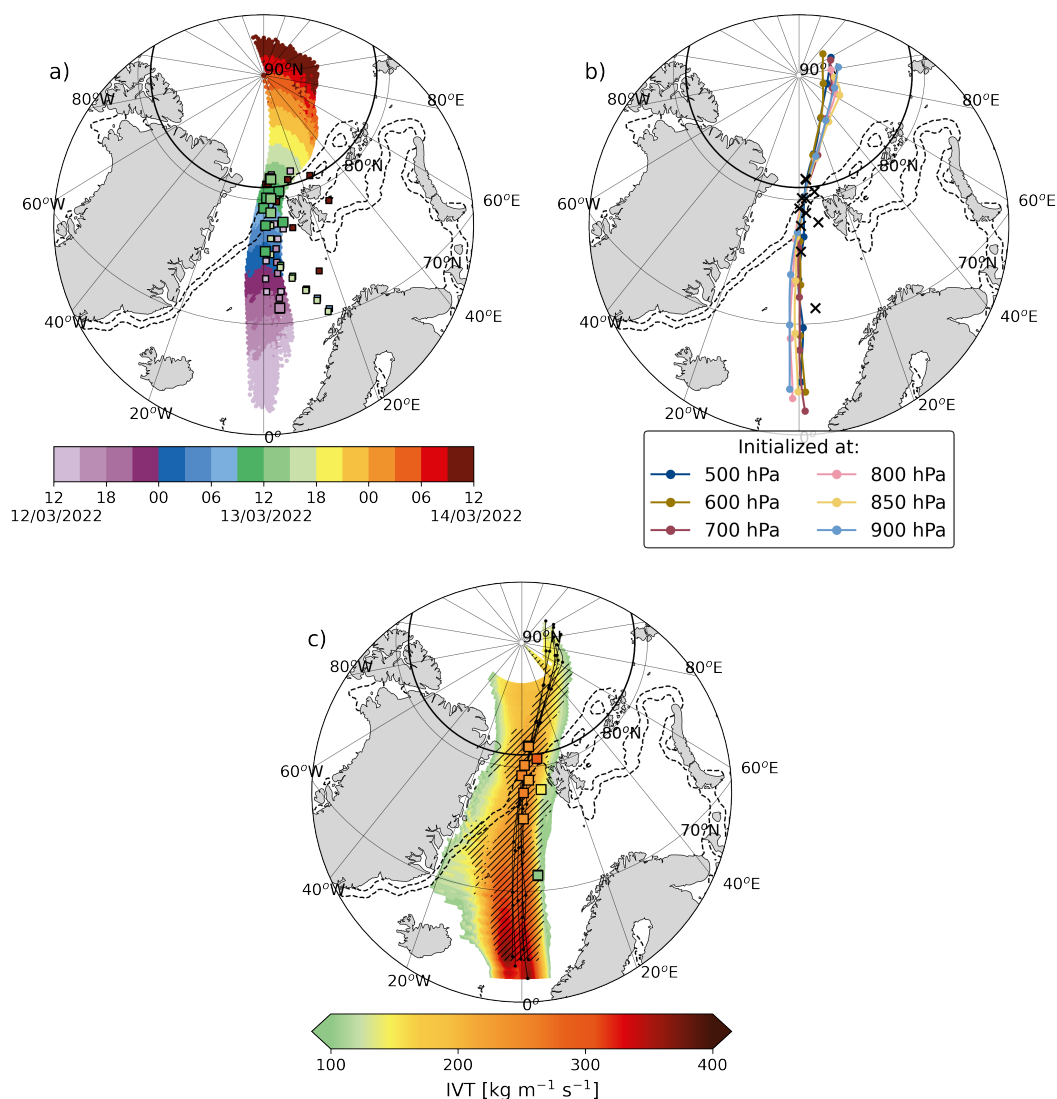 a)
90°N
80°W
80°E
80°N
60°W
60°E
70°N
40°W
40°E
20°W
20°E
0°
12 18 00 06 12 18 00 06 12
12/03/2022 13/03/2022 14/03/2022
b)
90°N
80°W
80°E
80°N
60°W
60°E
70°N
40°W
40°E
20°W
20°E
0°
Initialized at:
500 hPa 800 hPa
600 hPa 850 hPa
700 hPa 900 hPa
c)
90°N
80°W
80°E
80°N
60°W
60°E
70°N
40°W
40°E
20°W
20°E
0°
100 200 300 400
IVT [kg m⁻¹ s⁻¹]